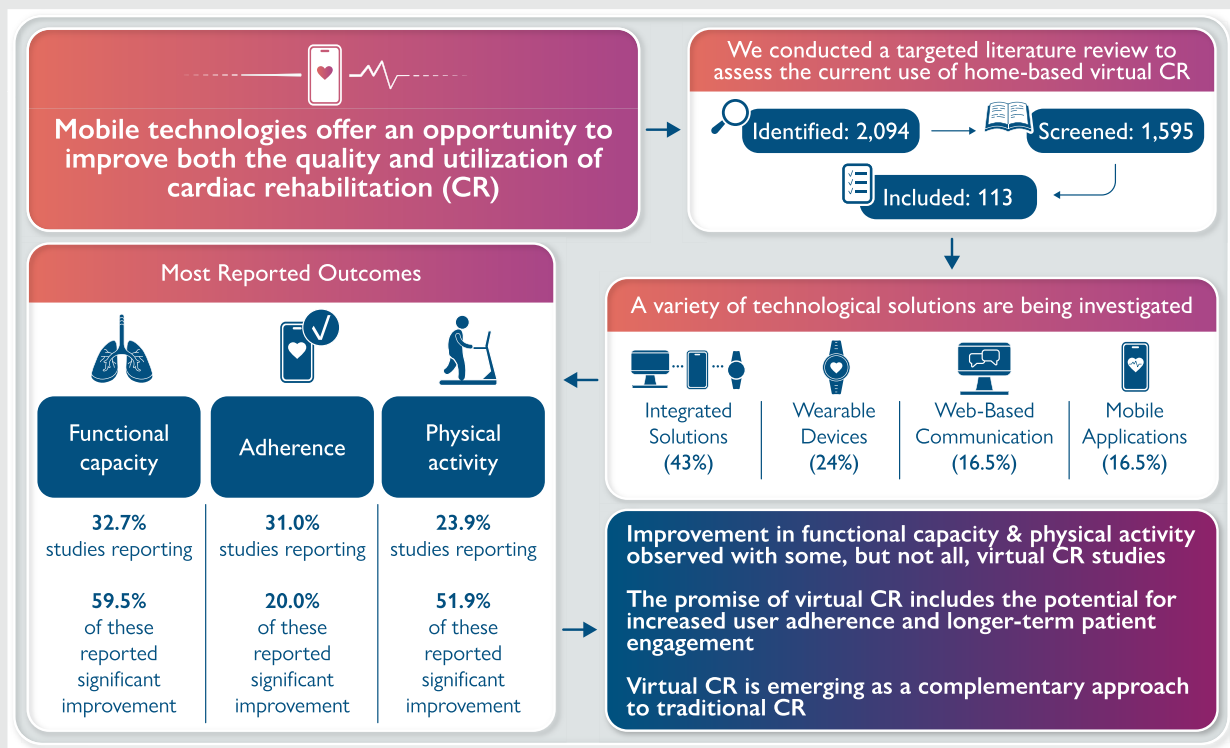 Mobile technologies offer an opportunity to
improve both the quality and utilization of
cardiac rehabilitation (CR)
We conducted a targeted literature review to
assess the current use of home-based virtual CR
Identified: 2,094
Screened: 1,595
Included: 113
A variety of technological solutions are being investigated
Integrated
Solutions
(43%)
Wearable
Devices
(24%)
Web-Based
Communication
(16.5%)
Mobile
Applications
(16.5%)
Most Reported Outcomes
Functional
capacity
32.7%
studies reporting
59.5%
of these
reported
significant
improvement
Adherence
31.0%
studies reporting
20.0%
of these
reported
significant
improvement
Physical
activity
23.9%
studies reporting
51.9%
of these
reported
significant
improvement
Improvement in functional capacity & physical activity
observed with some, but not all, virtual CR studies
The promise of virtual CR includes the potential for
increased user adherence and longer-term patient
engagement
Virtual CR is emerging as a complementary approach
to traditional CR